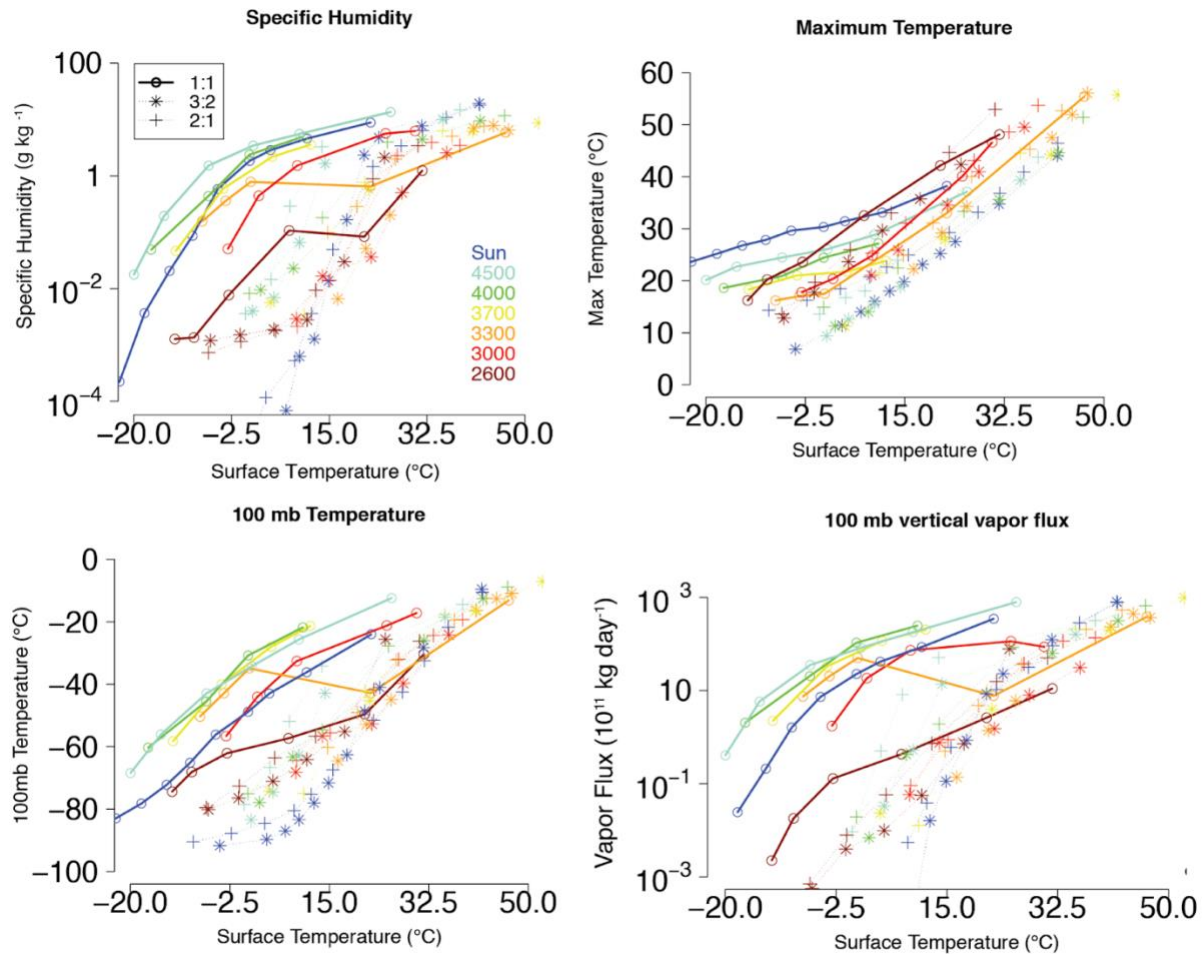 Specific Humidity
Specific Humidity (g kg⁻¹)
100
1
10⁻²
10⁻⁴
1:1
3:2
2:1
Sun
4500
4000
3700
3300
3000
2600
−20.0 −2.5 15.0 32.5 50.0
Surface Temperature (°C)
Maximum Temperature
Max Temperature (°C)
60
50
40
30
20
10
0
−20.0 −2.5 15.0 32.5 50.0
Surface Temperature (°C)
100 mb Temperature
100mb Temperature (°C)
0
−20
−40
−60
−80
−100
−20.0 −2.5 15.0 32.5 50.0
Surface Temperature (°C)
100 mb vertical vapor flux
Vapor Flux (10¹¹ kg day⁻¹)
10³
10
10⁻¹
10⁻³
−20.0 −2.5 15.0 32.5 50.0
Surface Temperature (°C)